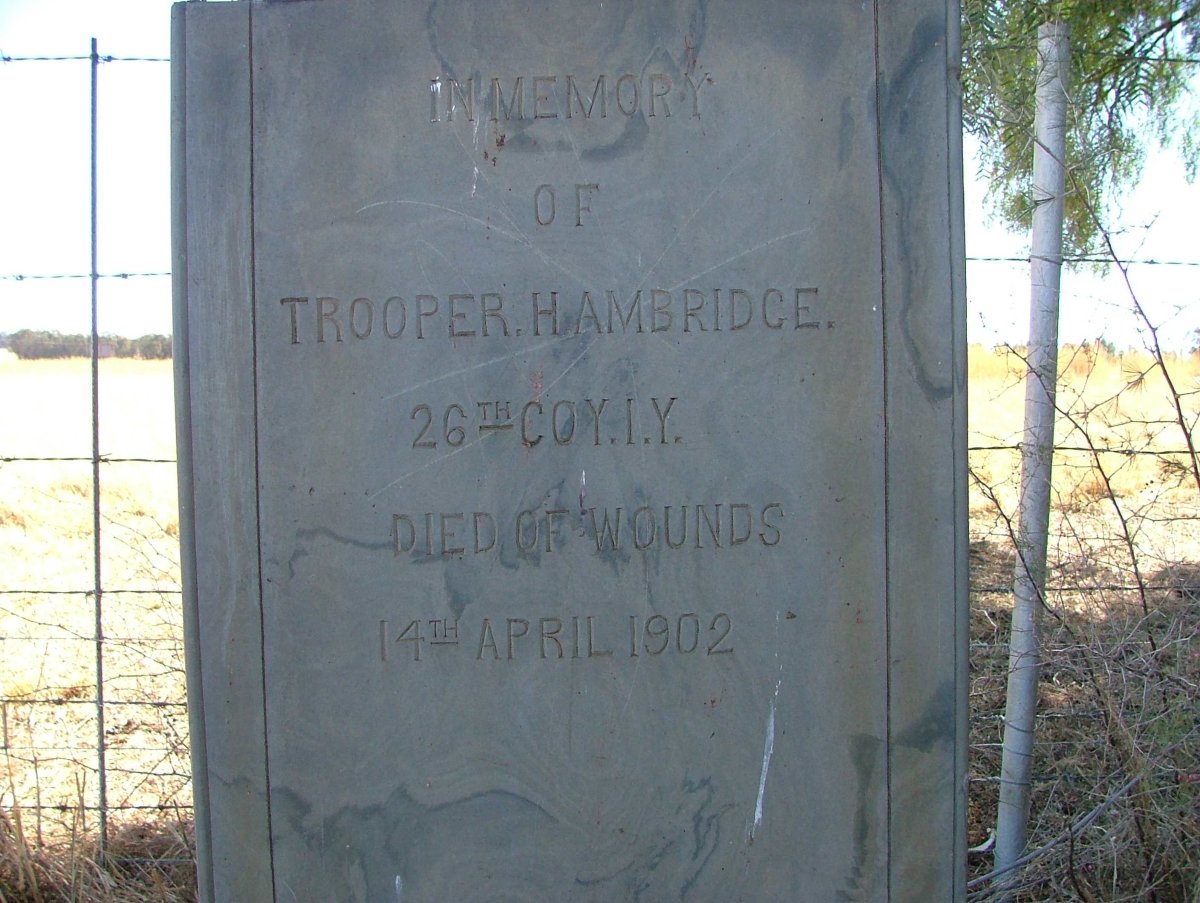 IN MEMORY
OF
TROOPER. H. AMBRIDGE.
26TH COY. I.Y.
DIED OF WOUNDS
14TH APRIL 1902